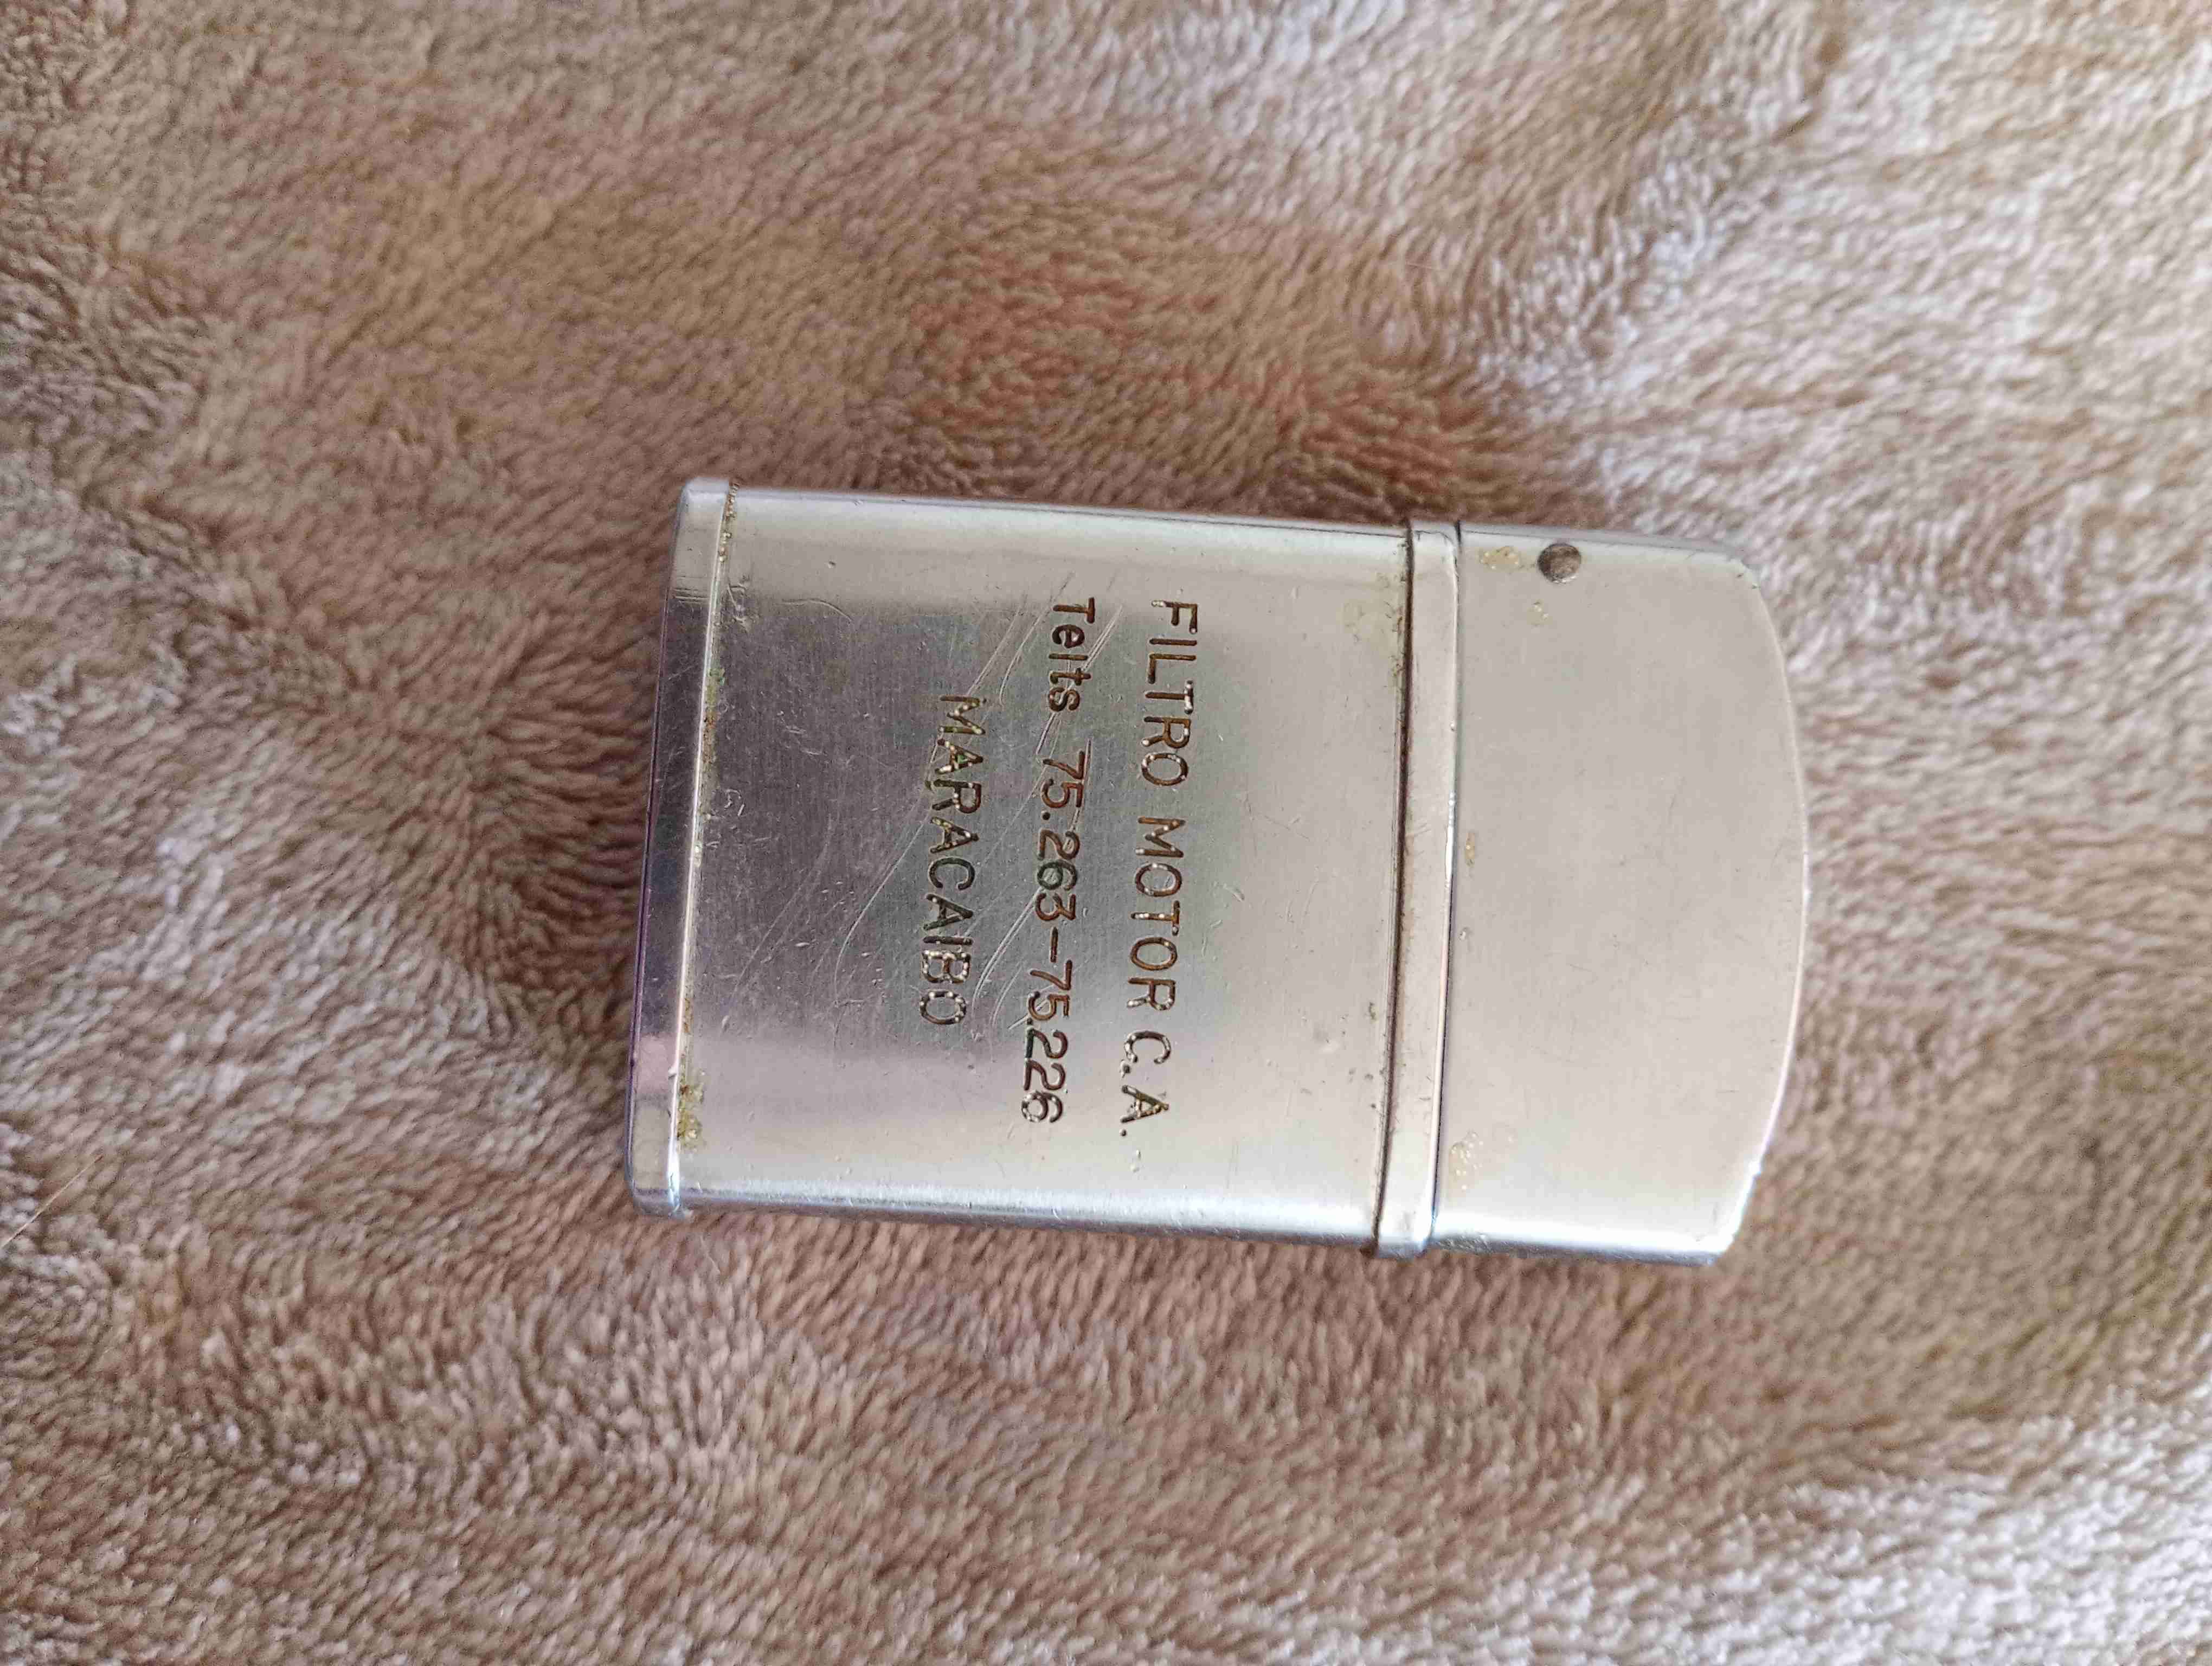 FILTRO MOTOR C.A.
Telfs 75.263-75.226
MARACAIBO